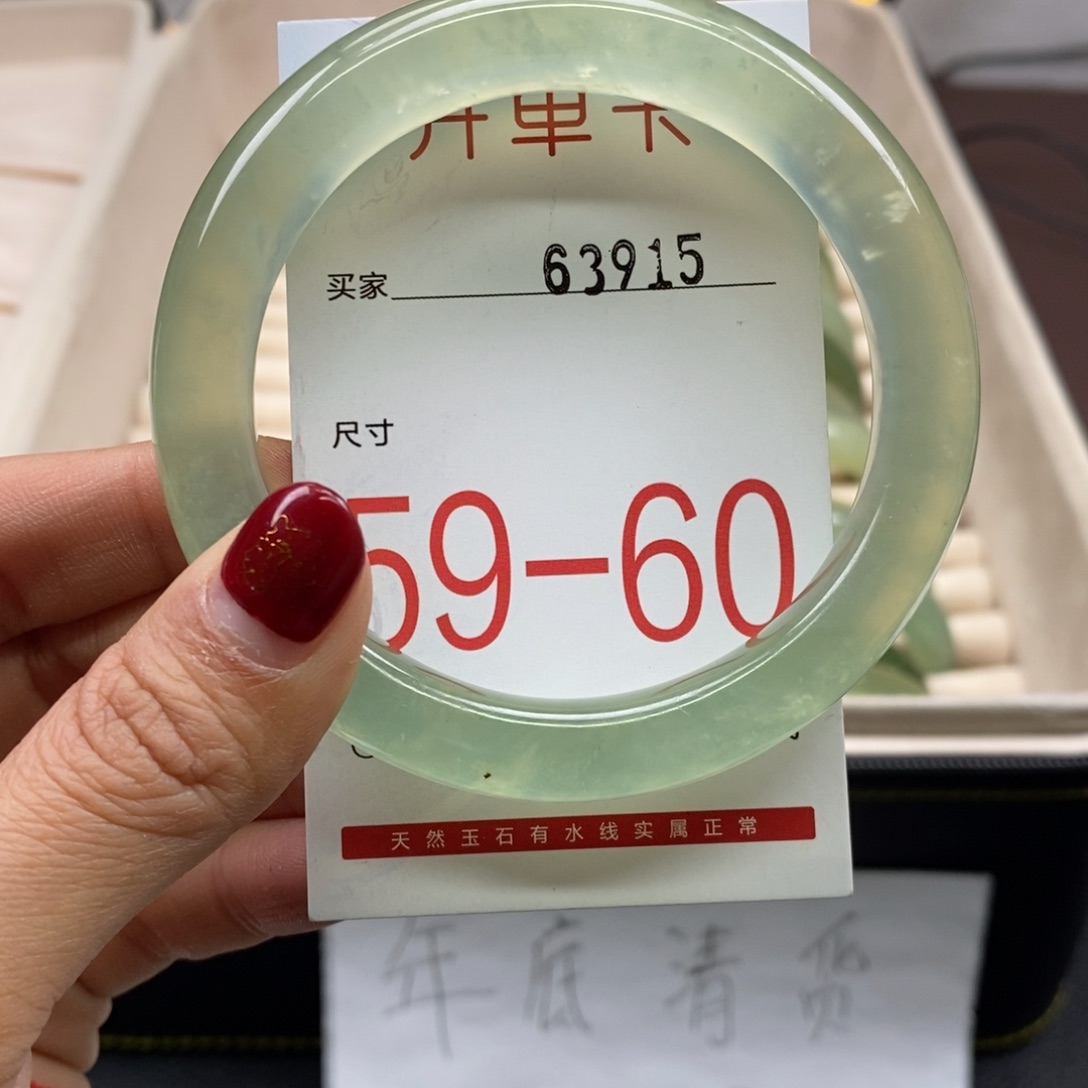 开单卡
买家 63915
尺寸
59-60
天然玉石有水线实属正常
年底清货